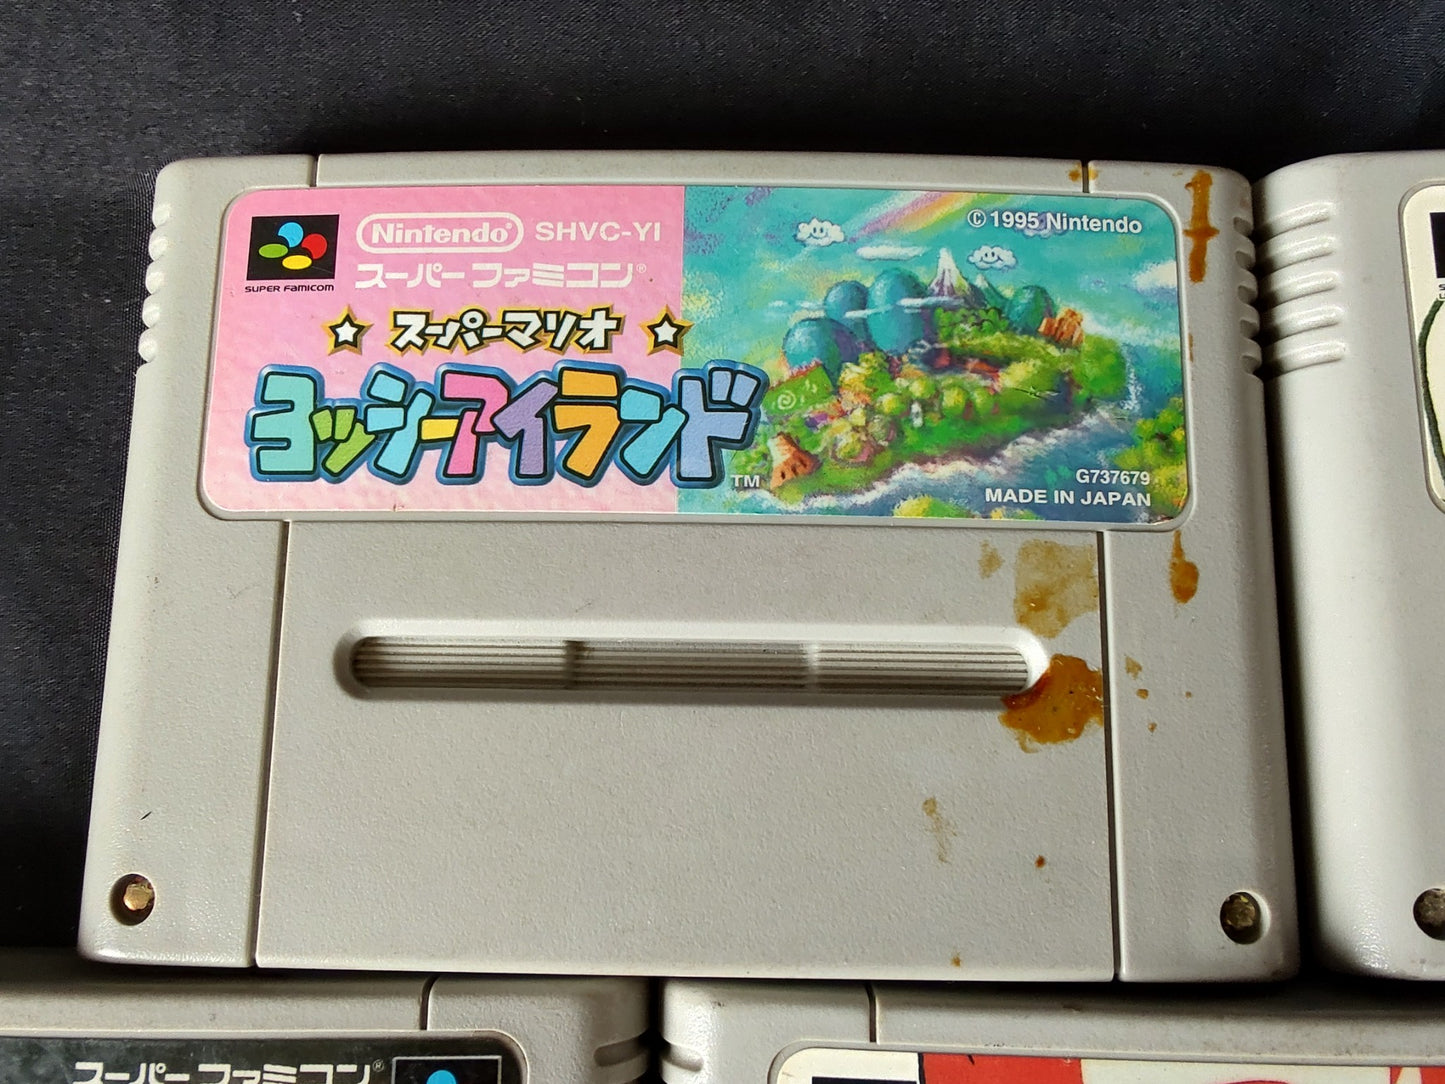 Nintendo® SHVC-YI
SUPER FAMICOM
スーパーファミコン®
スーパーマリオ
ヨッシーアイランド
TM
© 1995 Nintendo
G737679
MADE IN JAPAN
スーパーファミコン®